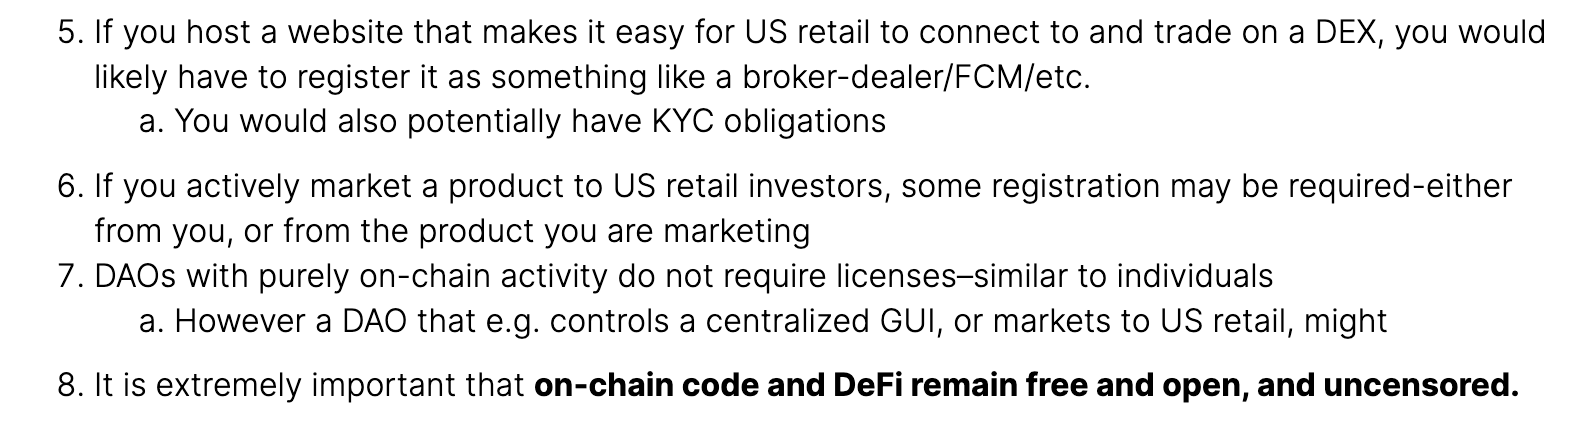 5. If you host a website that makes it easy for US retail to connect to and trade on a DEX, you would
likely have to register it as something like a broker-dealer/FCM/etc.
a. You would also potentially have KYC obligations
6. If you actively market a product to US retail investors, some registration may be required-either
from you, or from the product you are marketing
7. DAOs with purely on-chain activity do not require licenses–similar to individuals
a. However a DAO that e.g. controls a centralized GUI, or markets to US retail, might
8. It is extremely important that on-chain code and DeFi remain free and open, and uncensored.